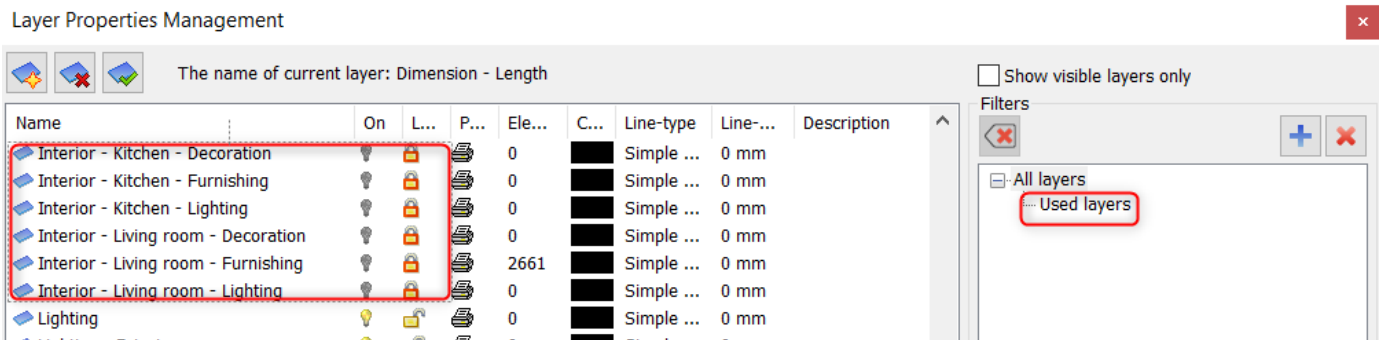 Layer Properties Management
The name of current layer: Dimension - Length
Show visible layers only
Filters
Name On L... P... Ele... C... Line-type Line-... Description
Interior - Kitchen - Decoration 0 Simple ... 0 mm
Interior - Kitchen - Furnishing 0 Simple ... 0 mm
Interior - Kitchen - Lighting 0 Simple ... 0 mm
Interior - Living room - Decoration 0 Simple ... 0 mm
Interior - Living room - Furnishing 2661 Simple ... 0 mm
Interior - Living room - Lighting 0 Simple ... 0 mm
Lighting 0 Simple ... 0 mm
All layers
Used layers